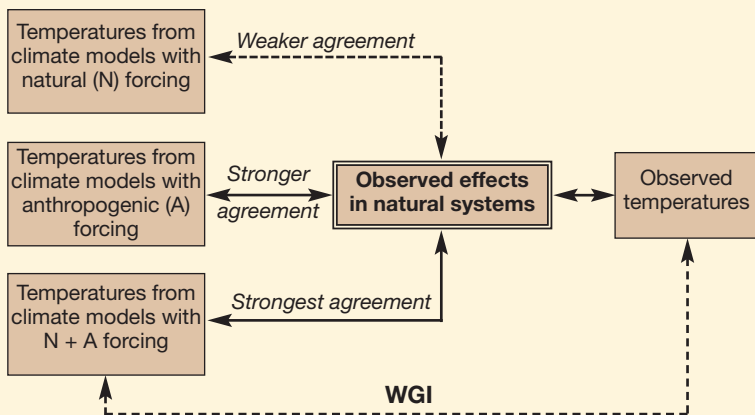 Temperatures from
climate models with
natural (N) forcing
Weaker agreement
Temperatures from
climate models with
anthropogenic (A)
forcing
Stronger
agreement
Observed effects
in natural systems
Observed
temperatures
Temperatures from
climate models with
N + A forcing
Strongest agreement
WGI